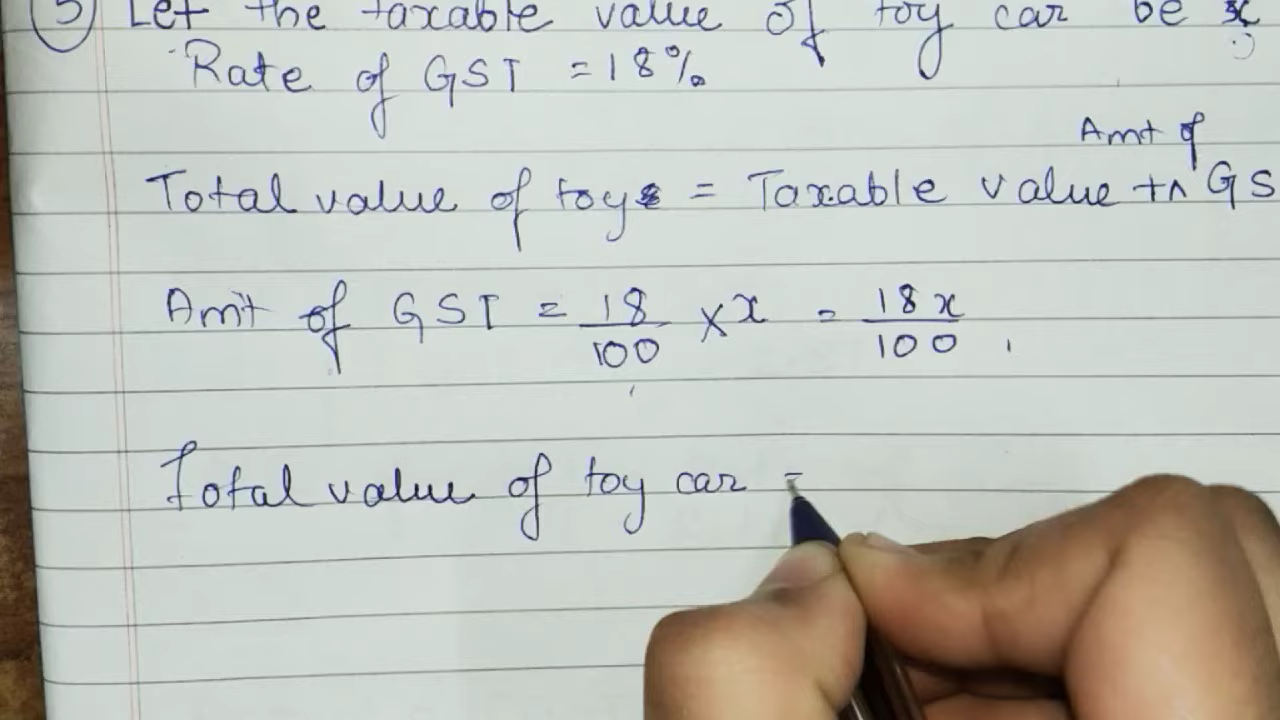 3) Let the taxable value of toy car be x
Rate of GST = 18%
Amt of
Total value of toy = Taxable value + ^ GS
Amt of GST = 18/100 × x = 18x/100
Total value of toy car =